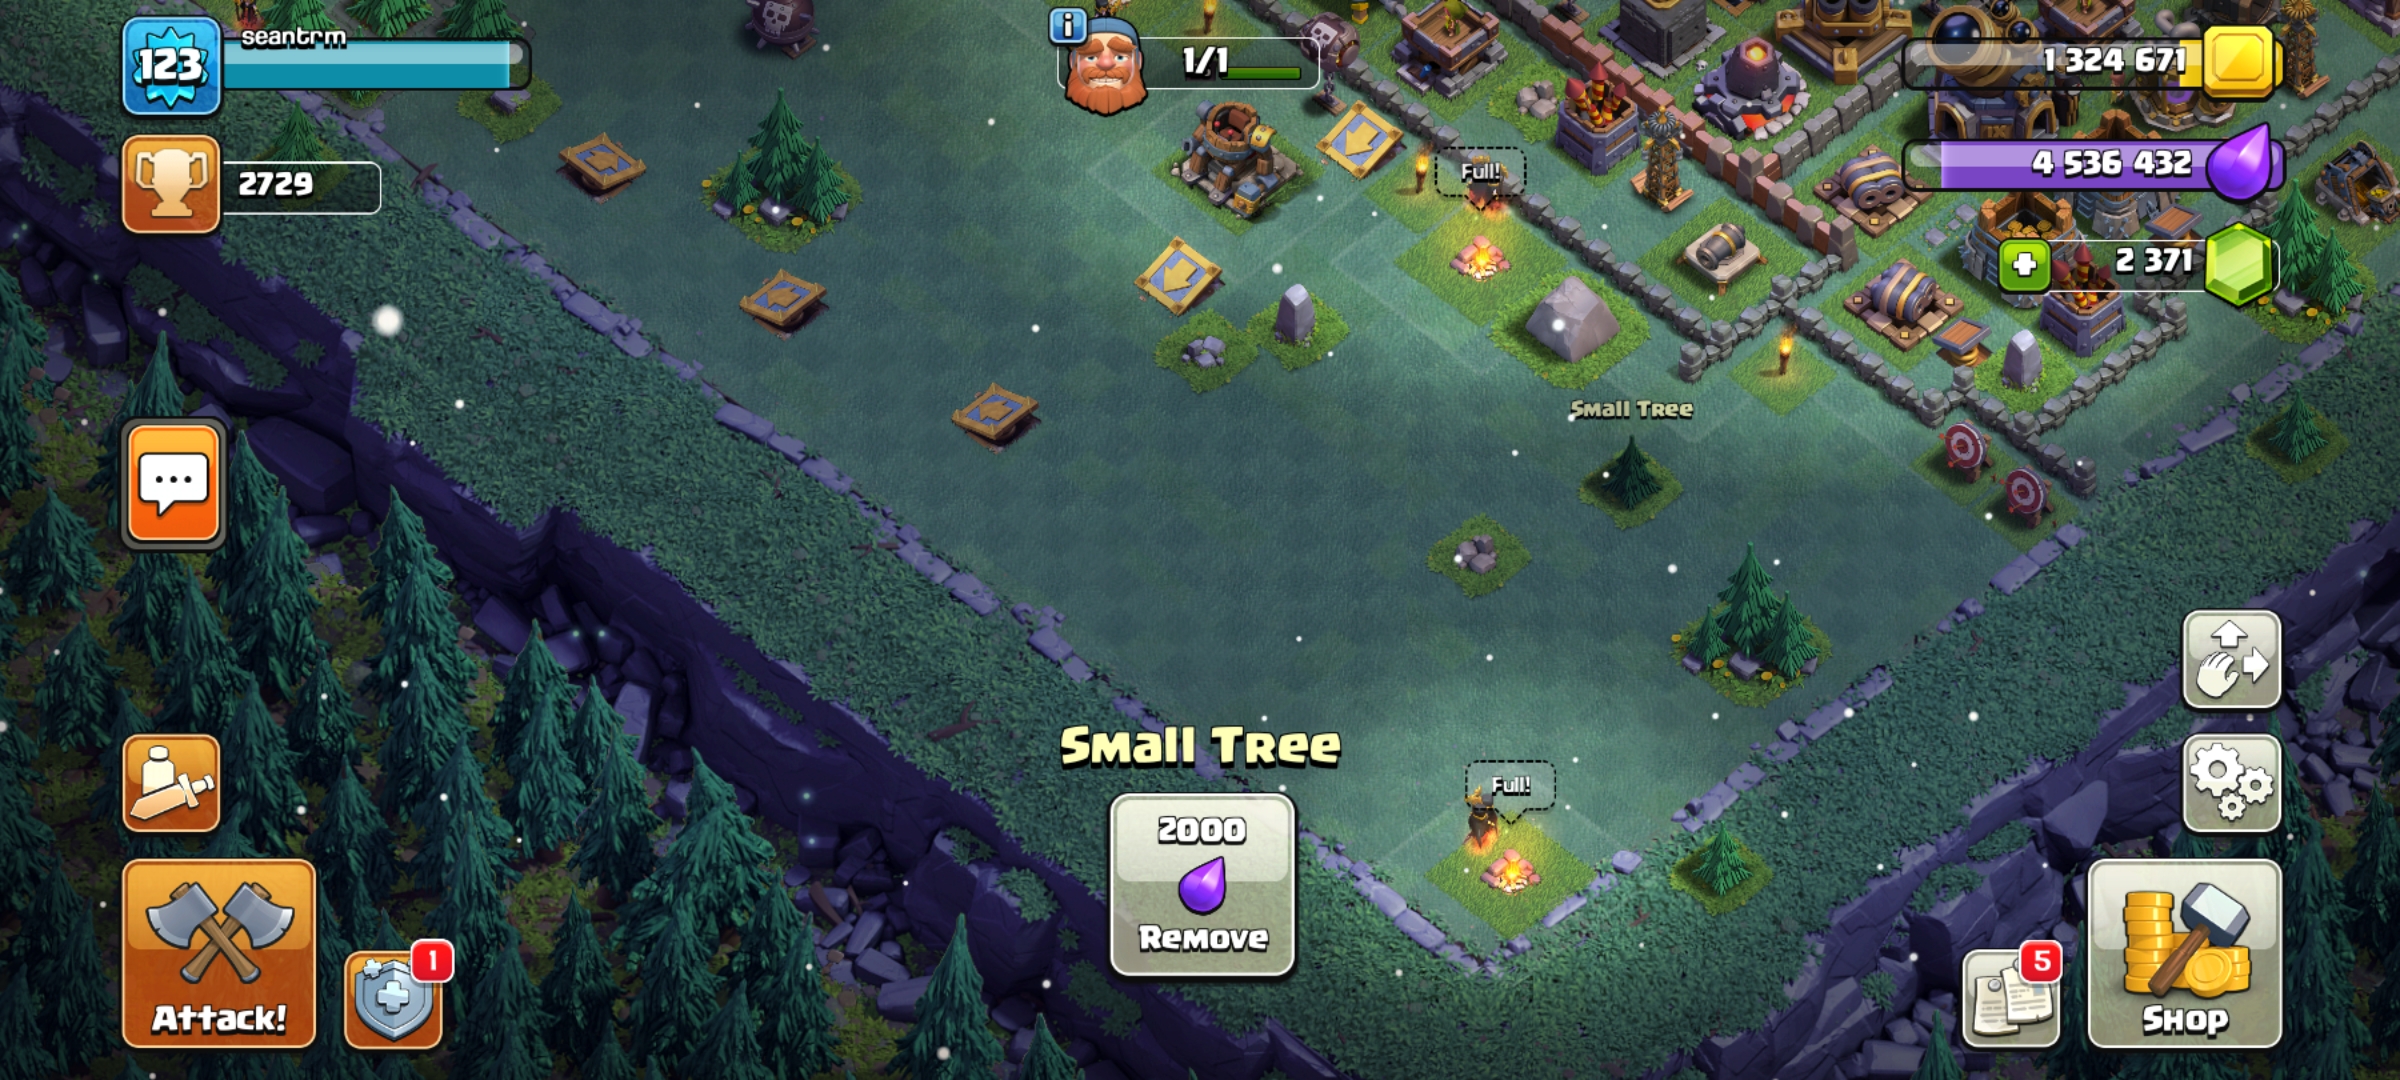 seantrm
123
1/1
1 324 671
2729
Full!
4 536 432
2 371
Small Tree
Small Tree
Full!
2000
Remove
Attack!
1
5
Shop